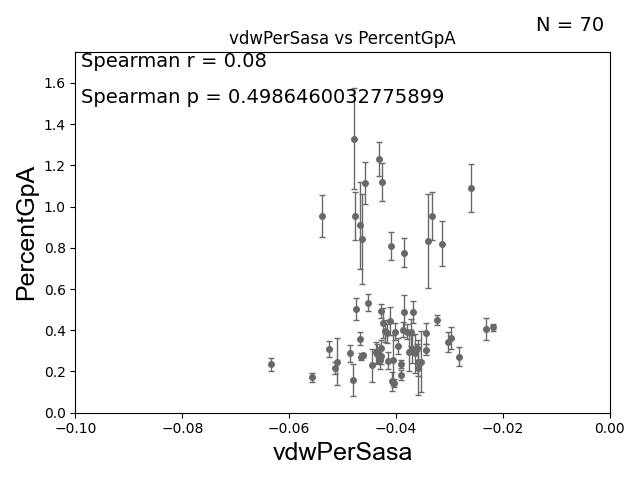 N = 70
vdwPerSasa vs PercentGpA
Spearman r = 0.08
Spearman p = 0.4986460032775899
1.6
1.4
1.2
1.0
0.8
0.6
0.4
0.2
0.0
PercentGpA
−0.10 −0.08 −0.06 −0.04 −0.02 0.00
vdwPerSasa